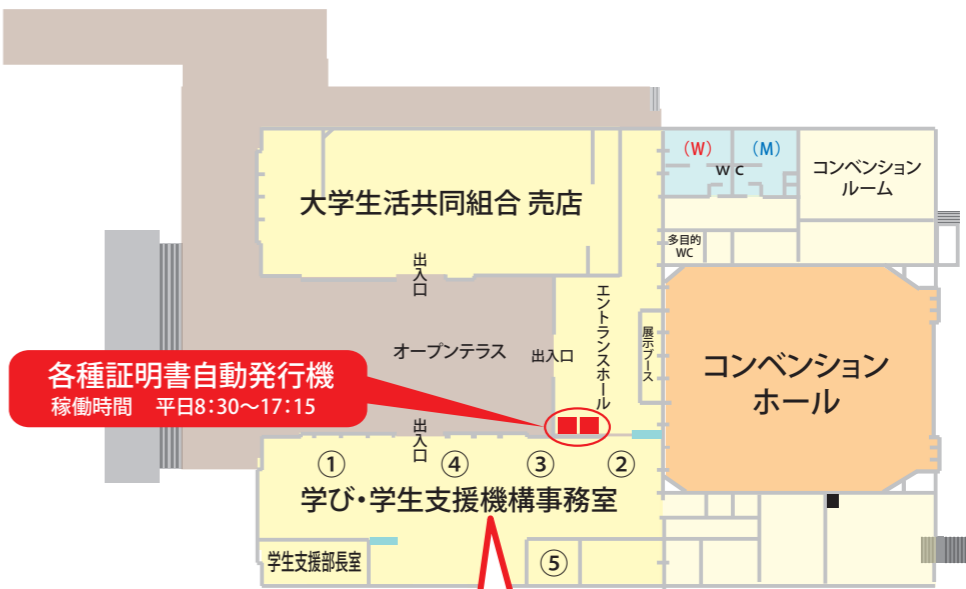 (W)
(M)
WC
コンベンション
ルーム
大学生活共同組合 売店
多目的
WC
出入口
エントランスホール
展示ブース
オープンテラス
出入口
コンベンション
ホール
各種証明書自動発行機
稼働時間　平日8:30～17:15
出入口
①
④
③
②
学び・学生支援機構事務室
学生支援部長室
⑤